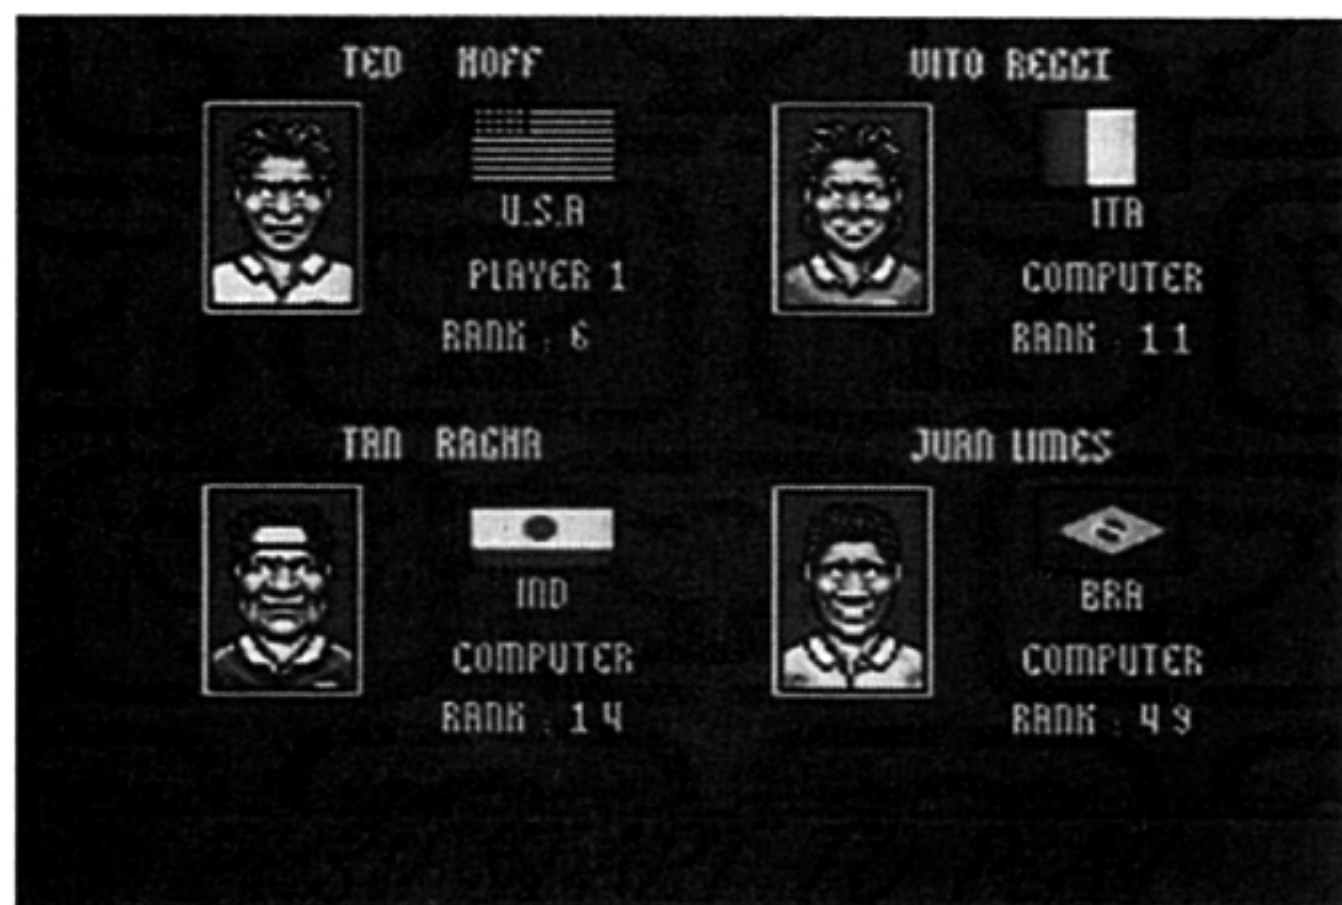 TED HOFF
U.S.A
PLAYER 1
RANK : 6
VITO REGGI
ITA
COMPUTER
RANK : 11
TAN RAGHA
IND
COMPUTER
RANK : 14
JUAN LIMES
BRA
COMPUTER
RANK : 49